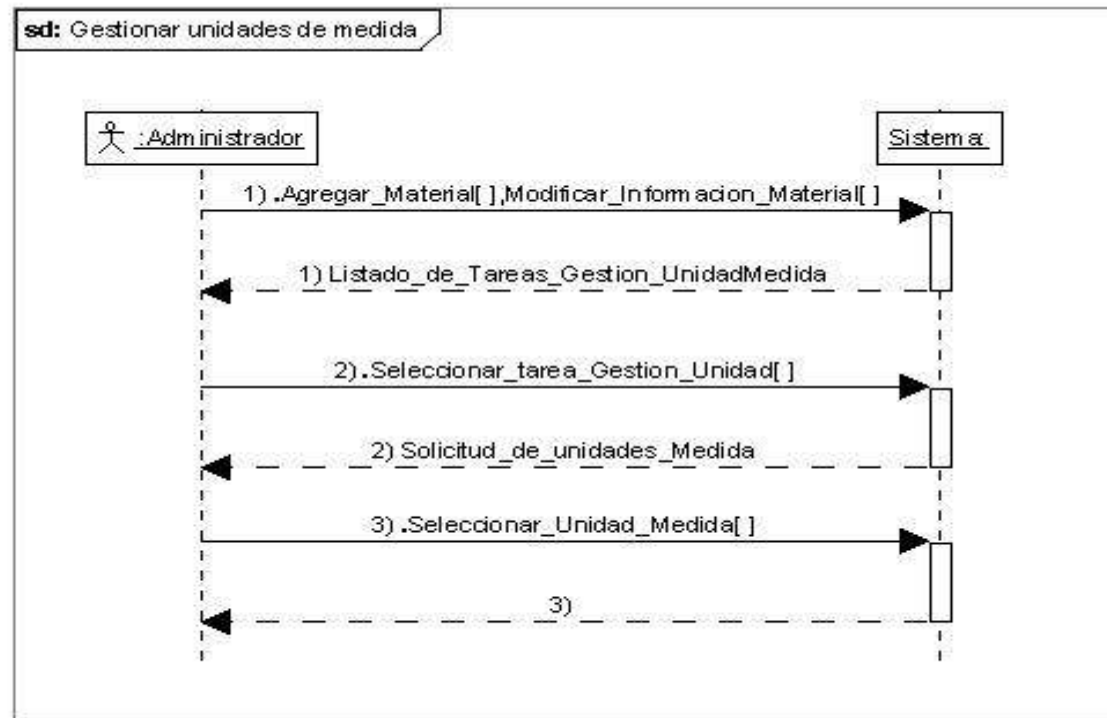 sd: Gestionar unidades de medida
:Administrador
Sistema:
1).Agregar_Material[ ],Modificar_Informacion_Material[ ]
1) Listado_de_Tareas_Gestion_UnidadMedida
2).Seleccionar_tarea_Gestion_Unidad[ ]
2) Solicitud_de_unidades_Medida
3).Seleccionar_Unidad_Medida[ ]
3)